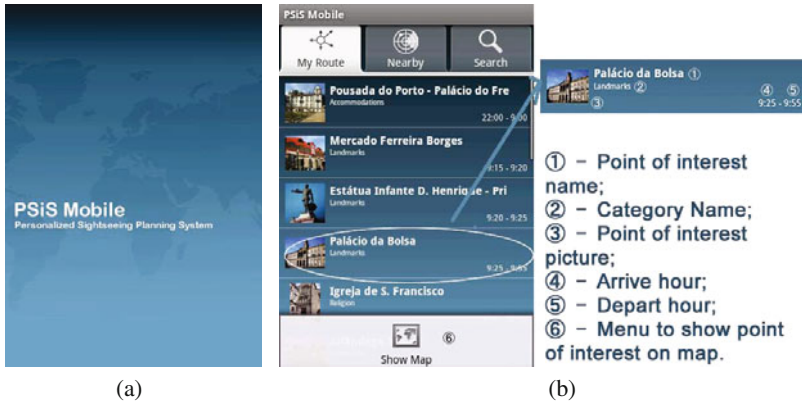 PSiS Mobile
Personalized Sightseeing Planning System
(a)
PSiS Mobile
My Route
Nearby
Search
Pousada do Porto - Palácio do Fre
Accommodations
22:00 - 9:00
Mercado Ferreira Borges
Landmarks
9:15 - 9:20
Estátua Infante D. Henrique - Pri
Landmarks
9:20 - 9:25
Palácio da Bolsa
Landmarks
9:25 - 9:55
Igreja de S. Francisco
Religion
⑥
Show Map
Palácio da Bolsa ①
Landmarks ②
③
④ ⑤
9:25 - 9:55
① – Point of interest
name;
② – Category Name;
③ – Point of interest
picture;
④ – Arrive hour;
⑤ – Depart hour;
⑥ – Menu to show point
of interest on map.
(b)